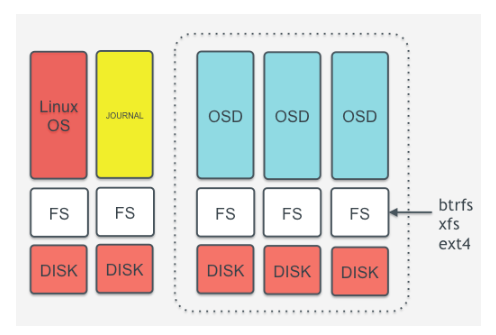 Linux
OS
JOURNAL
OSD
OSD
OSD
FS
FS
FS
FS
FS
btrfs
xfs
ext4
DISK
DISK
DISK
DISK
DISK